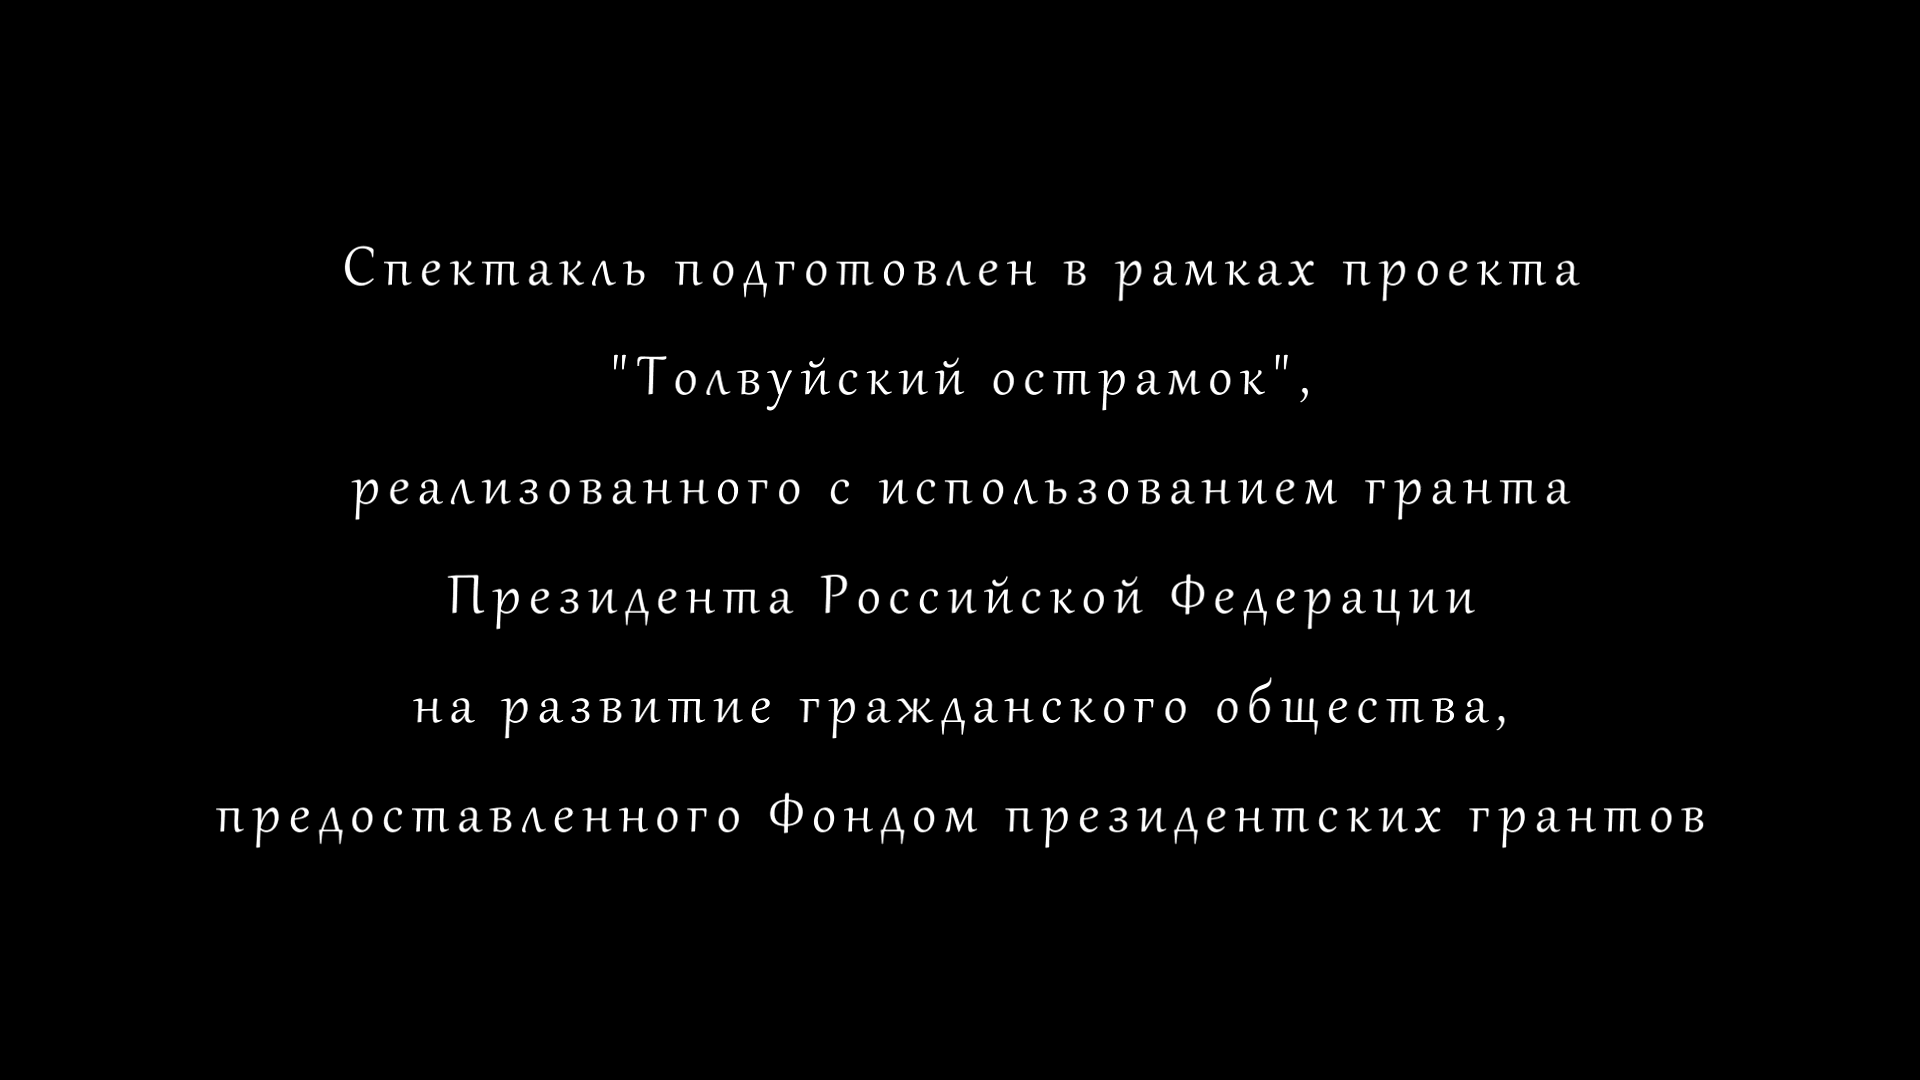 Спектакль подготовлен в рамках проекта
"Толвуйский острамок",
реализованного с использованием гранта
Президента Российской Федерации
на развитие гражданского общества,
предоставленного Фондом президентских грантов